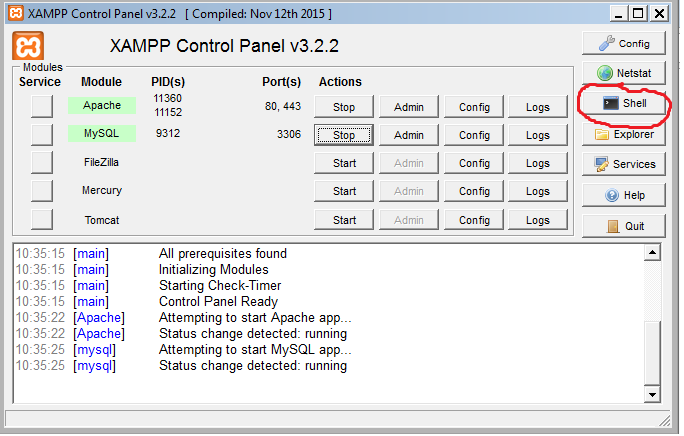 XAMPP Control Panel v3.2.2 [ Compiled: Nov 12th 2015 ]
XAMPP Control Panel v3.2.2
Config
Modules
Service Module PID(s) Port(s) Actions
Netstat
Apache 11360 11152 80, 443 Stop Admin Config Logs
Shell
MySQL 9312 3306 Stop Admin Config Logs
Explorer
FileZilla Start Admin Config Logs
Services
Mercury Start Admin Config Logs
Help
Tomcat Start Admin Config Logs
Quit
10:35:15 [main] All prerequisites found
10:35:15 [main] Initializing Modules
10:35:15 [main] Starting Check-Timer
10:35:15 [main] Control Panel Ready
10:35:22 [Apache] Attempting to start Apache app...
10:35:22 [Apache] Status change detected: running
10:35:25 [mysql] Attempting to start MySQL app...
10:35:25 [mysql] Status change detected: running